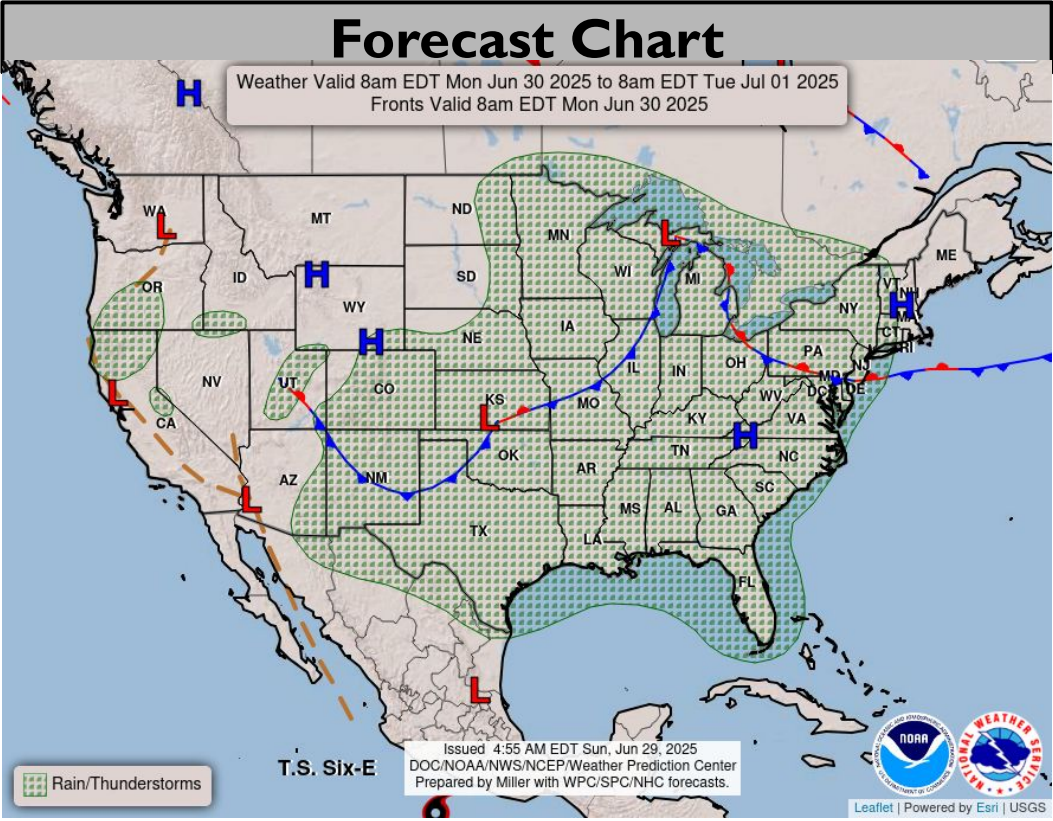 Forecast Chart
Weather Valid 8am EDT Mon Jun 30 2025 to 8am EDT Tue Jul 01 2025
Fronts Valid 8am EDT Mon Jun 30 2025
H
WA
L
MT
ND
MN
L
ME
OR
ID
H
SD
WI
MI
VT
NH
WY
NY
H
MA
H
NE
IA
CT
RI
NV
UT
CO
IL
IN
OH
PA
NJ
L
KS
MO
MD
DC
DE
CA
L
KY
WV
VA
H
AZ
NM
OK
AR
TN
NC
L
TX
MS
AL
GA
SC
LA
FL
L
T.S. Six-E
Issued 4:55 AM EDT Sun, Jun 29, 2025
DOC/NOAA/NWS/NCEP/Weather Prediction Center
Prepared by Miller with WPC/SPC/NHC forecasts.
Rain/Thunderstorms
NOAA
NATIONAL WEATHER SERVICE
Leaflet | Powered by Esri | USGS